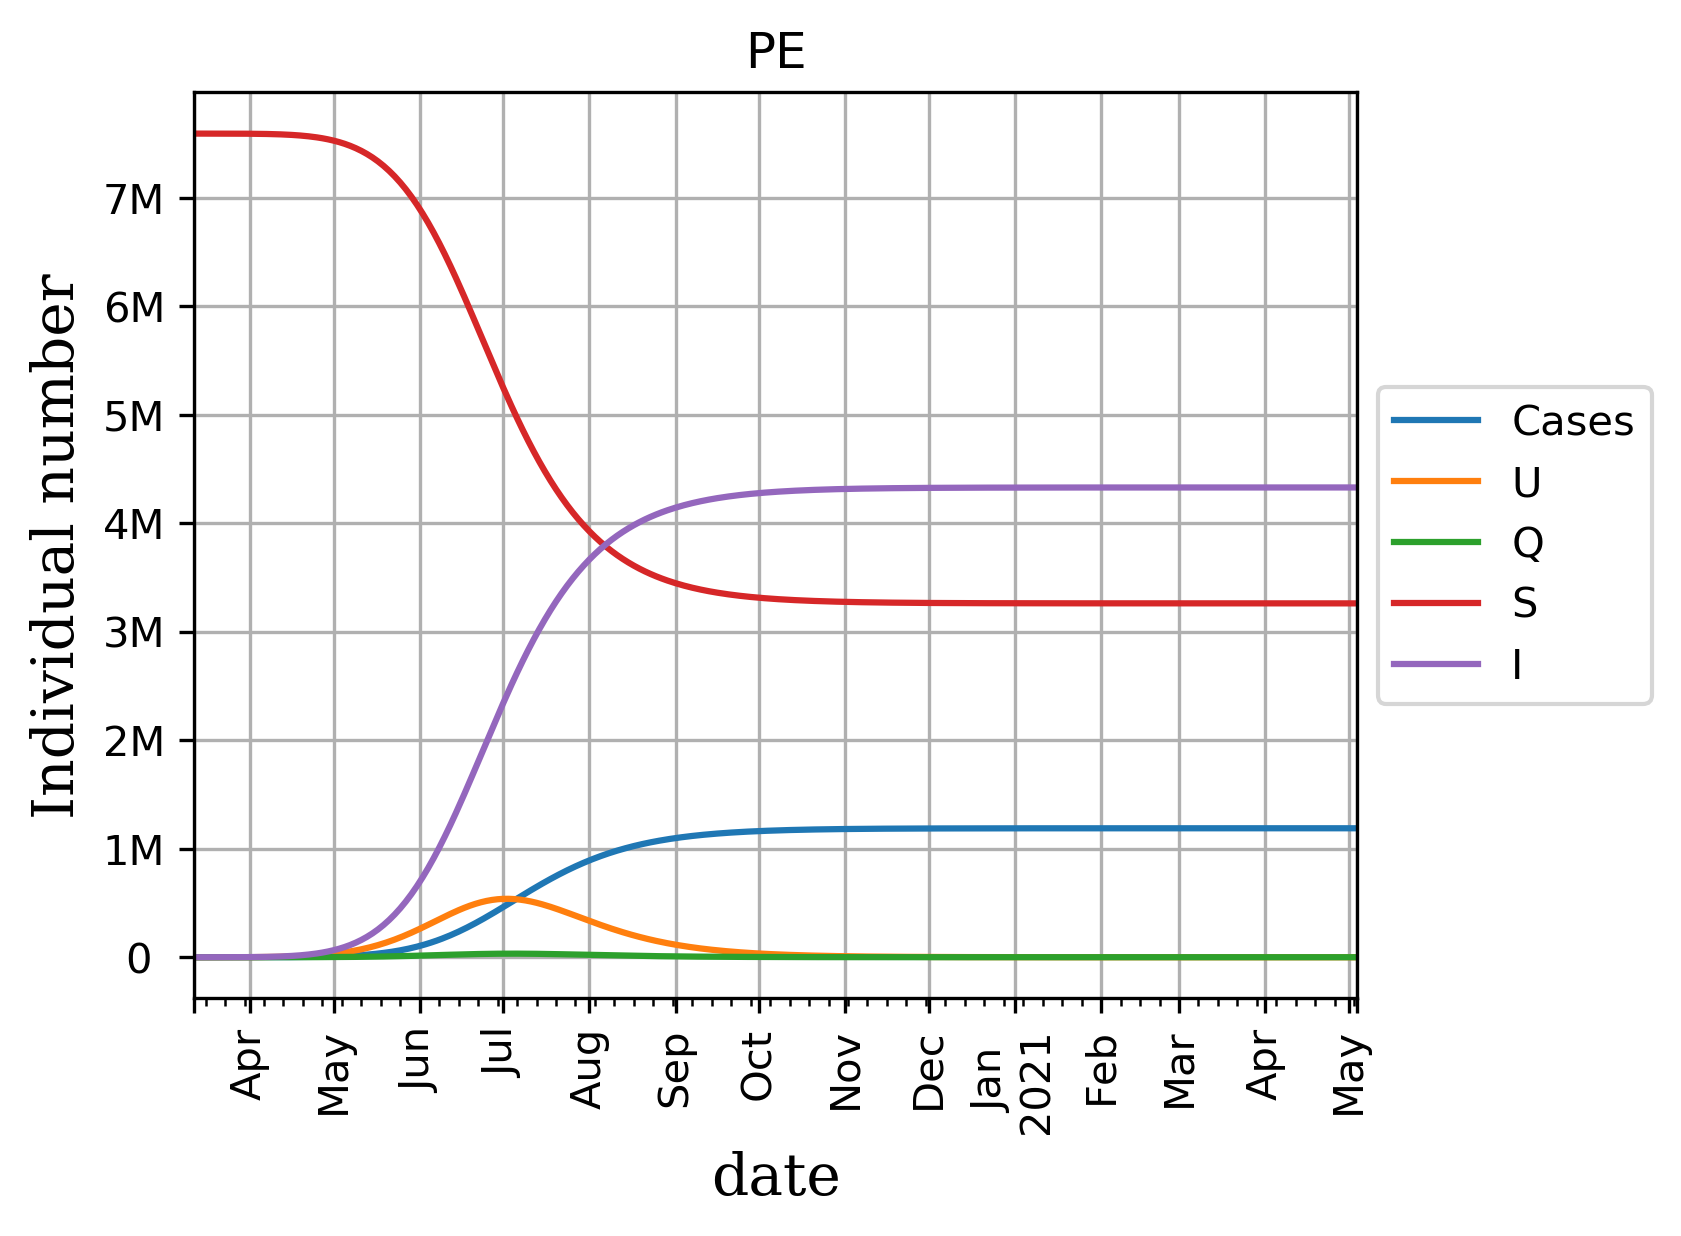 PE
Individual number
7M
6M
5M
4M
3M
2M
1M
0
Apr
May
Jun
Jul
Aug
Sep
Oct
Nov
Dec
Jan
2021
Feb
Mar
Apr
May
date
Cases
U
Q
S
I